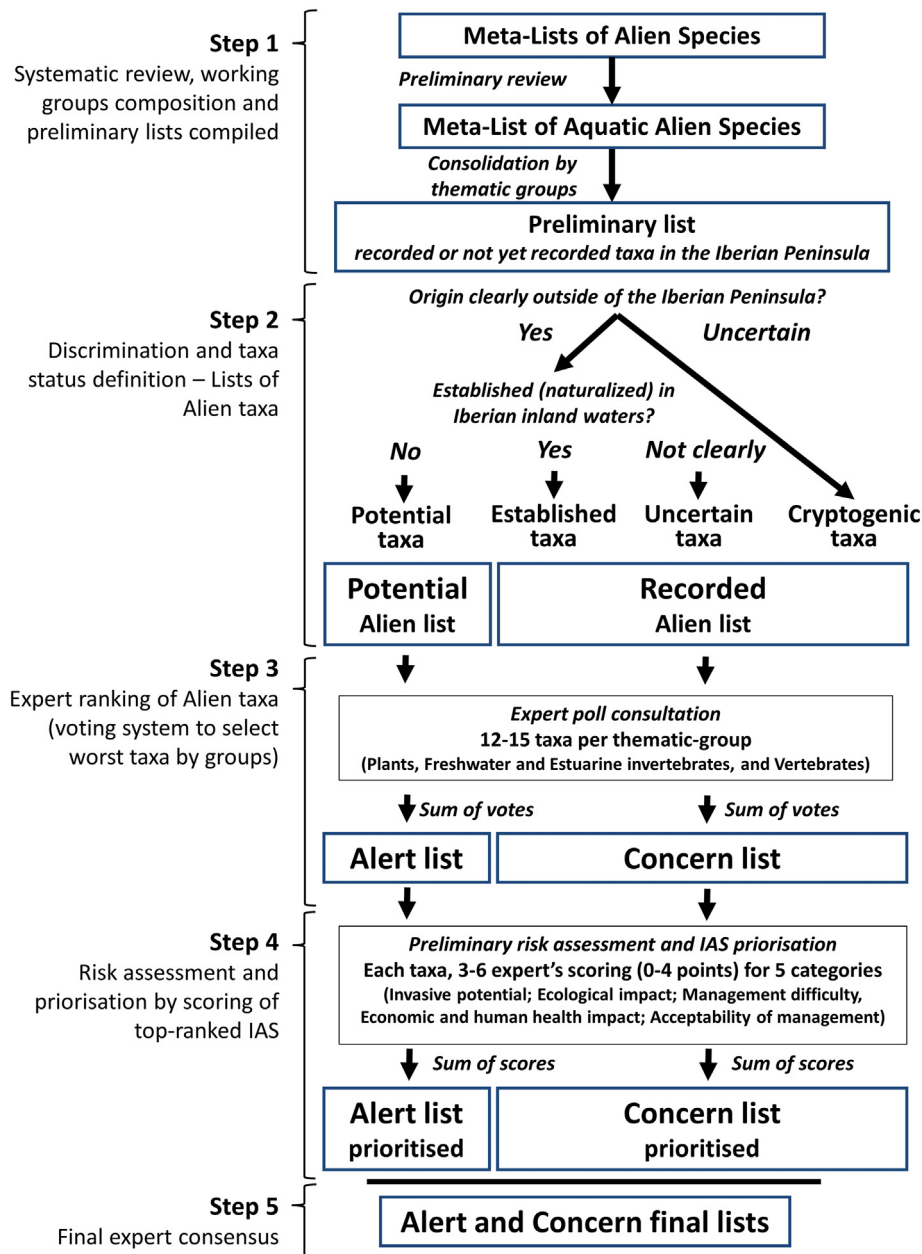 Step 1
Systematic review, working
groups composition and
preliminary lists compiled
Meta-Lists of Alien Species
Preliminary review
Meta-List of Aquatic Alien Species
Consolidation by
thematic groups
Preliminary list
recorded or not yet recorded taxa in the Iberian Peninsula
Step 2
Discrimination and taxa
status definition – Lists of
Alien taxa
Origin clearly outside of the Iberian Peninsula?
Yes
Uncertain
Established (naturalized) in
Iberian inland waters?
No
Yes
Not clearly
Potential
taxa
Established
taxa
Uncertain
taxa
Cryptogenic
taxa
Potential
Alien list
Recorded
Alien list
Step 3
Expert ranking of Alien taxa
(voting system to select
worst taxa by groups)
Expert poll consultation
12-15 taxa per thematic-group
(Plants, Freshwater and Estuarine invertebrates, and Vertebrates)
Sum of votes
Sum of votes
Alert list
Concern list
Step 4
Risk assessment and
priorisation by scoring of
top-ranked IAS
Preliminary risk assessment and IAS priorisation
Each taxa, 3-6 expert’s scoring (0-4 points) for 5 categories
(Invasive potential; Ecological impact; Management difficulty,
Economic and human health impact; Acceptability of management)
Sum of scores
Sum of scores
Alert list
prioritised
Concern list
prioritised
Step 5
Final expert consensus
Alert and Concern final lists